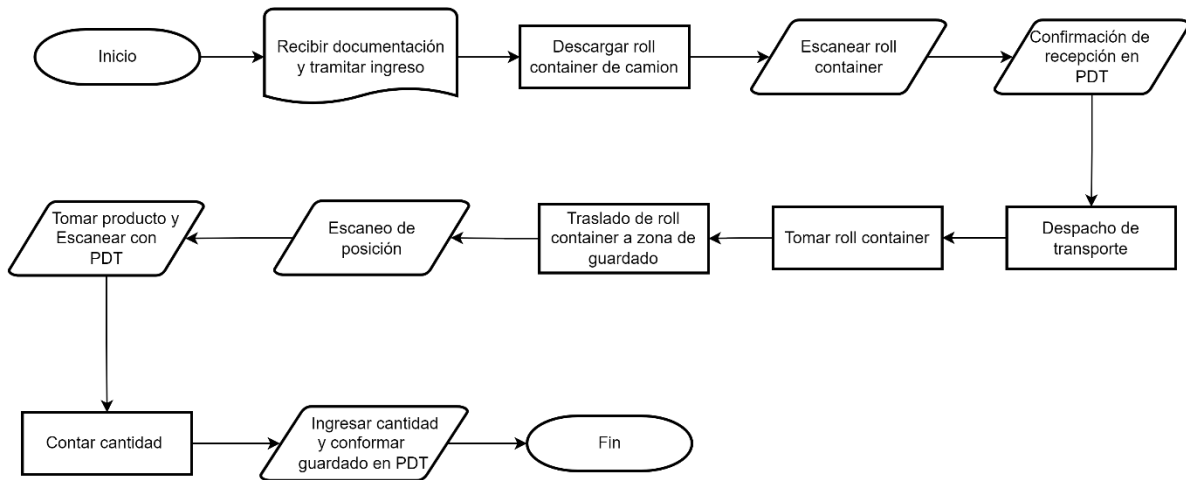 Inicio
Recibir documentación
y tramitar ingreso
Descargar roll
container de camion
Escanear roll
container
Confirmación de
recepción en
PDT
Despacho de
transporte
Tomar roll container
Traslado de roll
container a zona de
guardado
Escaneo de
posición
Tomar producto y
Escanear con
PDT
Contar cantidad
Ingresar cantidad
y conformar
guardado en PDT
Fin